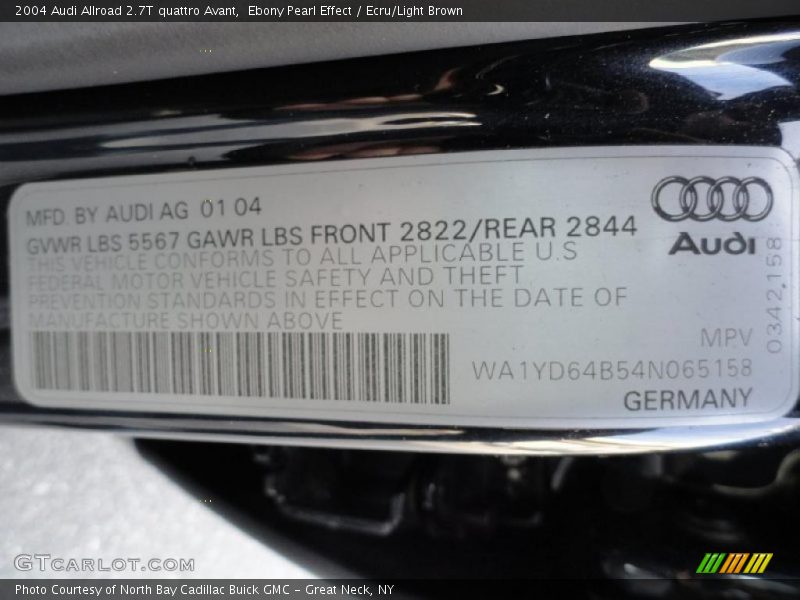 2004 Audi Allroad 2.7T quattro Avant, Ebony Pearl Effect / Ecru/Light Brown
MFD. BY AUDI AG 01 04
GVWR LBS 5567 GAWR LBS FRONT 2822/REAR 2844
THIS VEHICLE CONFORMS TO ALL APPLICABLE U.S
FEDERAL MOTOR VEHICLE SAFETY AND THEFT
PREVENTION STANDARDS IN EFFECT ON THE DATE OF
MANUFACTURE SHOWN ABOVE
Audi
0342,158
MPV
WA1YD64B54N065158
GERMANY
GTCARLOT.COM
Photo Courtesy of North Bay Cadillac Buick GMC - Great Neck, NY